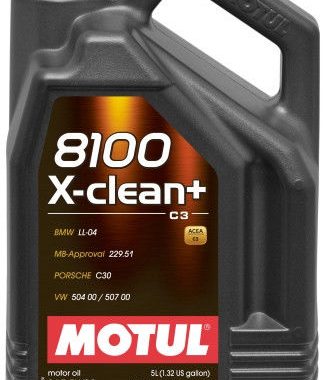 MOTUL
8100
X-clean+
C3
BMW LL-04
ACEA
C3
MB-Approval 229.51
PORSCHE C30
VW 504 00 / 507 00
MOTUL
motor oil 5L (1.32 US gallon)